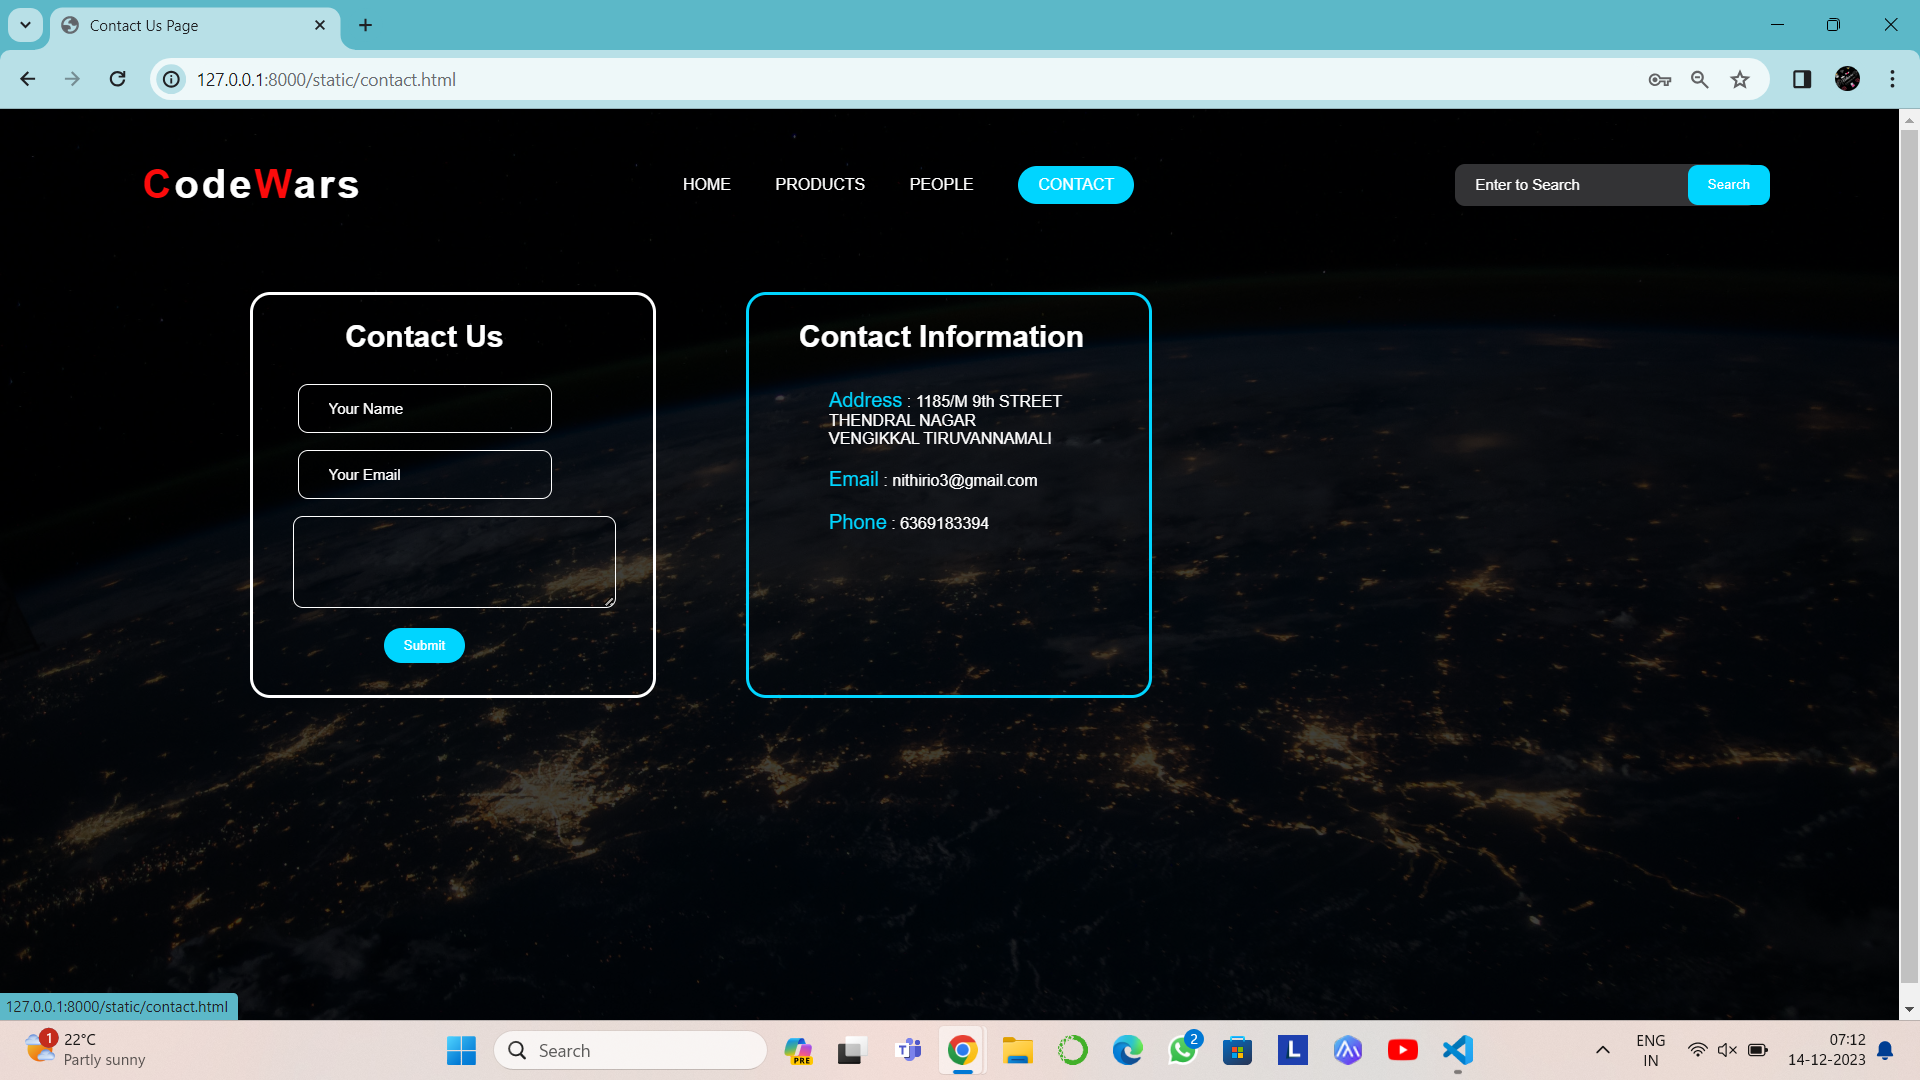 Contact Us Page
127.0.0.1:8000/static/contact.html
CodeWars
HOME
PRODUCTS
PEOPLE
CONTACT
Enter to Search
Search
Contact Us
Your Name
Your Email
Submit
Contact Information
Address : 1185/M 9th STREET
THENDRAL NAGAR
VENGIKKAL TIRUVANNAMALI
Email : nithirio3@gmail.com
Phone : 6369183394
127.0.0.1:8000/static/contact.html
1
22°C
Partly sunny
Search
PRE
T
2
L
ENG
IN
07:12
14-12-2023